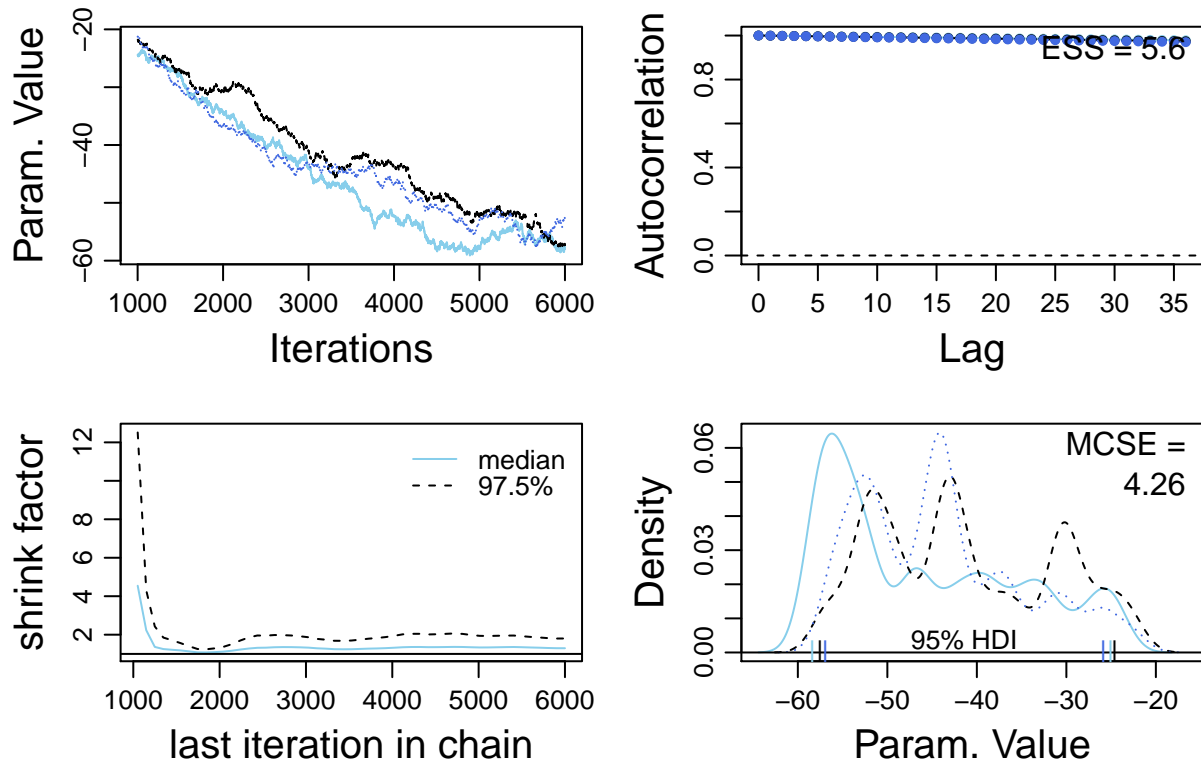 Param. Value
−20
−40
−60
1000 2000 3000 4000 5000 6000
Iterations
Autocorrelation
0.8
0.4
0.0
ESS = 5.6
0 5 10 15 20 25 30 35
Lag
shrink factor
12
10
8
6
4
2
median
97.5%
1000 2000 3000 4000 5000 6000
last iteration in chain
Density
0.06
0.03
0.00
MCSE =
4.26
95% HDI
−60 −50 −40 −30 −20
Param. Value